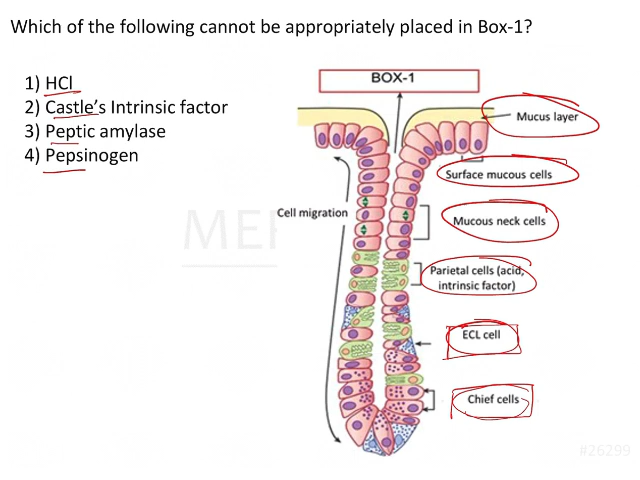 Which of the following cannot be appropriately placed in Box-1?
1) HCl
2) Castle's Intrinsic factor
3) Peptic amylase
4) Pepsinogen
BOX-1
Mucus layer
Surface mucous cells
Cell migration
Mucous neck cells
Parietal cells (acid,
intrinsic factor)
ECL cell
Chief cells
#26299